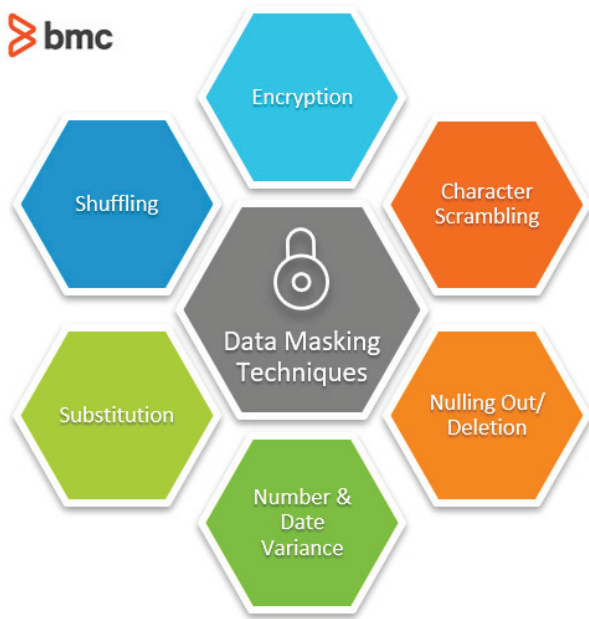 bmc
Encryption
Shuffling
Character
Scrambling
Data Masking
Techniques
Substitution
Nulling Out/
Deletion
Number &
Date
Variance